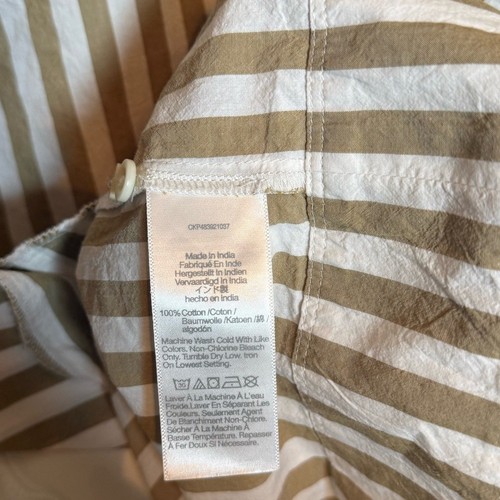 CKP483921037
Made in India
Fabriqué En Inde
Hergestellt in Indien
Vervaardigd in India
インド製
hecho en india
100% Cotton /Coton /
Baumwolle /Katoen /綿 /
algodón
Machine Wash Cold With Like
Colors. Non-Chlorine Bleach
Only. Tumble Dry Low. Iron
On Lowest Setting.
Laver À La Machine À L'eau
Froide.Laver En Séparant Les
Couleurs. Seulement Agent
De Blanchiment Non-Chlore.
Sécher À La Machine À
Basse Température. Repasser
À Fer Doux Si Nécessaire.